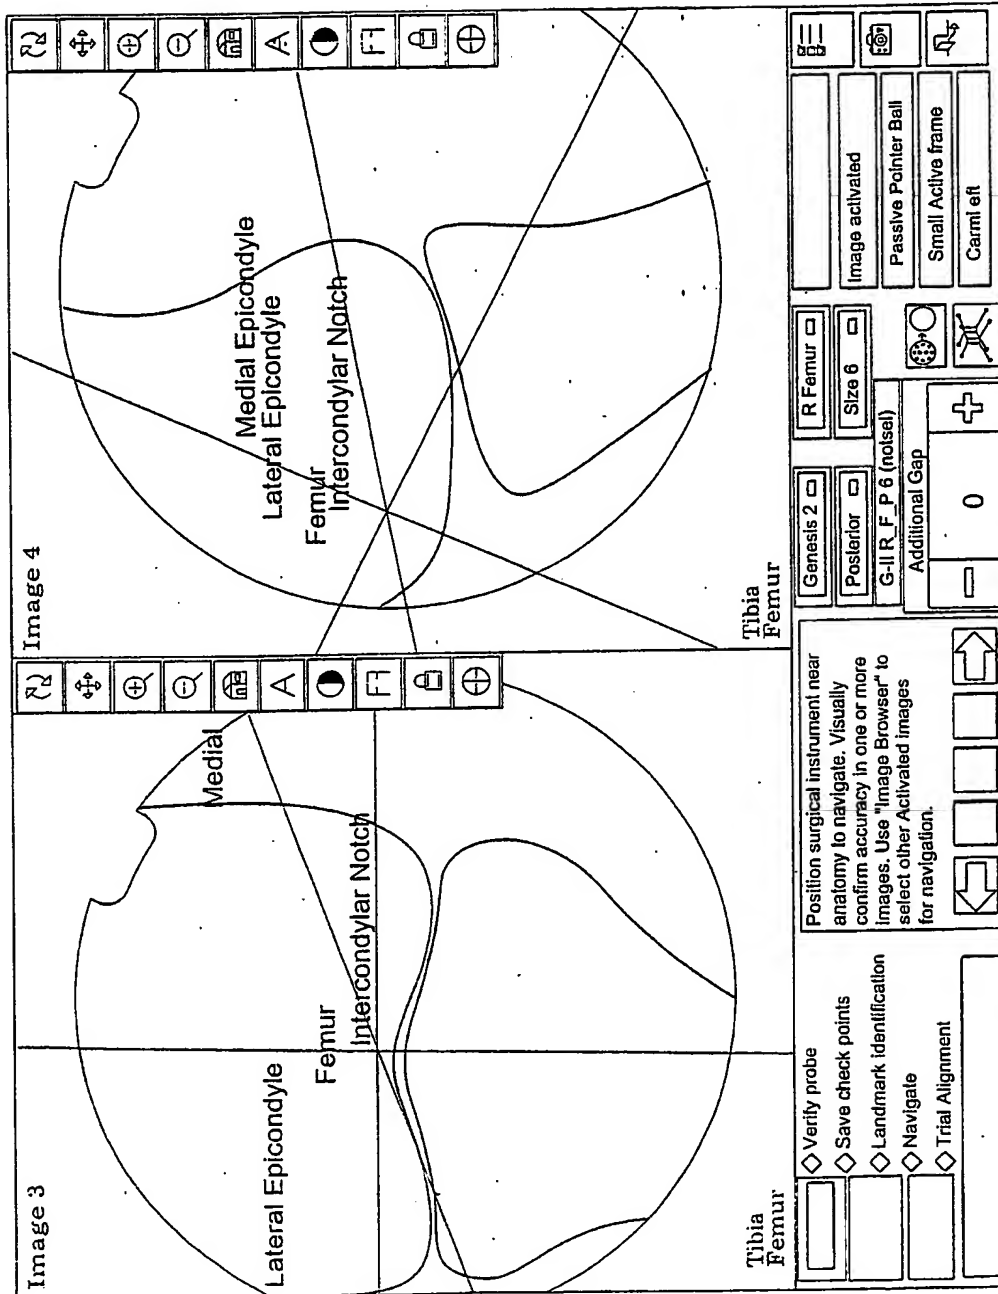 Image 3
Medial
Lateral Epicondyle
Femur
Intercondylar Notch
Tibia
Femur
A
Image 4
Medial Epicondyle
Lateral Epicondyle
Femur
Intercondylar Notch
Tibia
Femur
A
Verify probe
Save check points
Landmark identification
Navigate
Trial Alignment
Position surgical instrument near
anatomy to navigate. Visually
confirm accuracy in one or more
images. Use "Image Browser" to
select other Activated images
for navigation.
Genesis 2
R Femur
Posterior
Size 6
G-II R_F_P 6 (notsel)
Additional Gap
0
Image activated
Passive Pointer Ball
Small Active frame
Carml eft